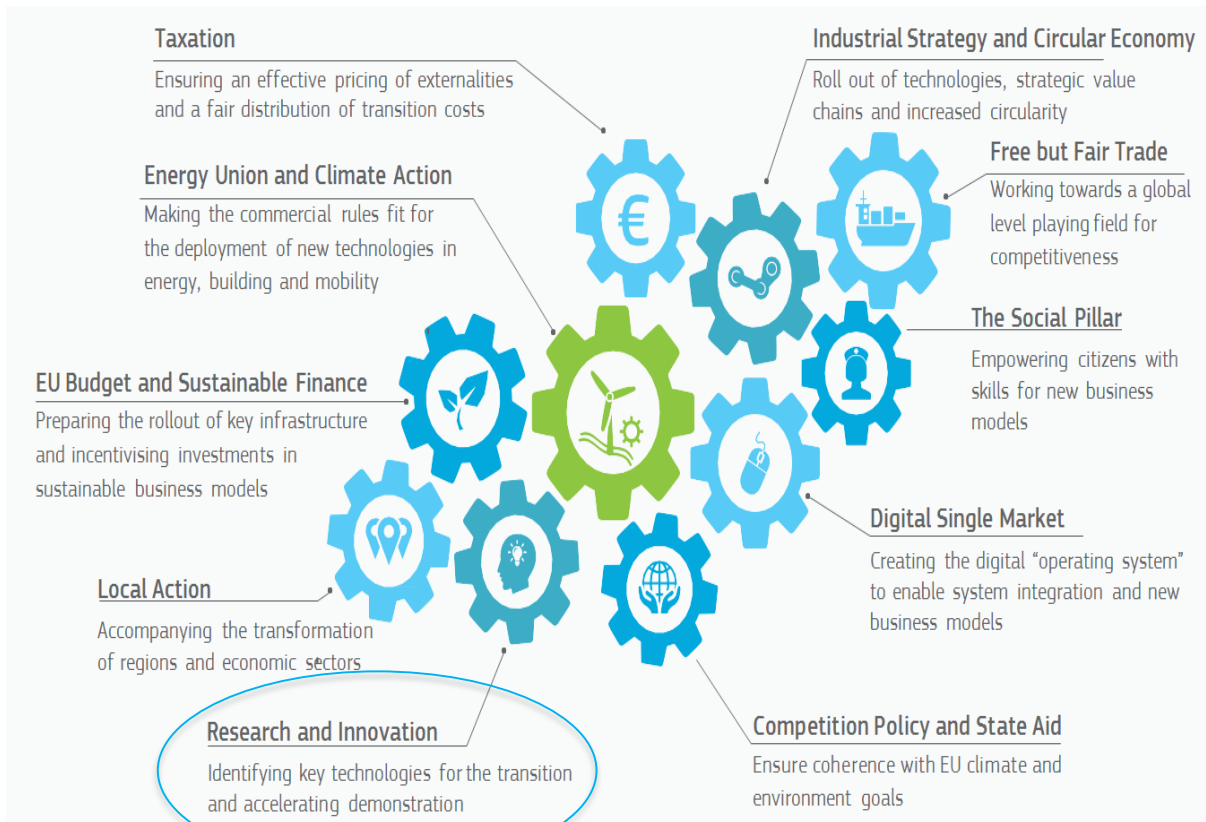 Taxation
Ensuring an effective pricing of externalities
and a fair distribution of transition costs
Industrial Strategy and Circular Economy
Roll out of technologies, strategic value
chains and increased circularity
Free but Fair Trade
Working towards a global
level playing field for
competitiveness
Energy Union and Climate Action
Making the commercial rules fit for
the deployment of new technologies in
energy, building and mobility
€
The Social Pillar
Empowering citizens with
skills for new business
models
EU Budget and Sustainable Finance
Preparing the rollout of key infrastructure
and incentivising investments in
sustainable business models
Digital Single Market
Creating the digital “operating system”
to enable system integration and new
business models
Local Action
Accompanying the transformation
of regions and economic sectors
Research and Innovation
Identifying key technologies for the transition
and accelerating demonstration
Competition Policy and State Aid
Ensure coherence with EU climate and
environment goals